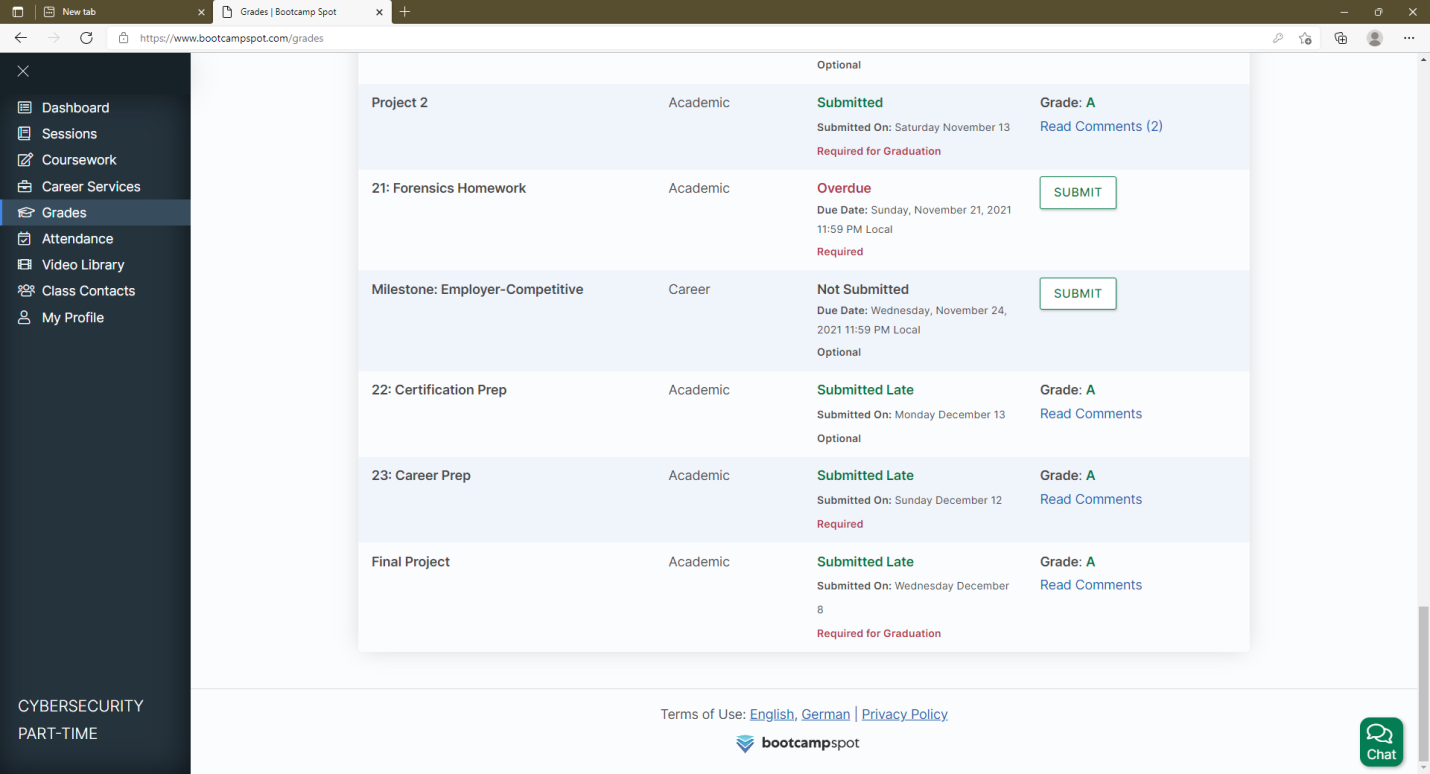 New tab
Grades | Bootcamp Spot
https://www.bootcampspot.com/grades
Dashboard
Sessions
Coursework
Career Services
Grades
Attendance
Video Library
Class Contacts
My Profile
CYBERSECURITY
PART-TIME
Optional
Project 2
Academic
Submitted
Submitted On: Saturday November 13
Required for Graduation
Grade: A
Read Comments (2)
21: Forensics Homework
Academic
Overdue
Due Date: Sunday, November 21, 2021
11:59 PM Local
Required
SUBMIT
Milestone: Employer-Competitive
Career
Not Submitted
Due Date: Wednesday, November 24,
2021 11:59 PM Local
Optional
SUBMIT
22: Certification Prep
Academic
Submitted Late
Submitted On: Monday December 13
Optional
Grade: A
Read Comments
23: Career Prep
Academic
Submitted Late
Submitted On: Sunday December 12
Required
Grade: A
Read Comments
Final Project
Academic
Submitted Late
Submitted On: Wednesday December
8
Required for Graduation
Grade: A
Read Comments
Terms of Use: English, German | Privacy Policy
bootcampspot
Chat